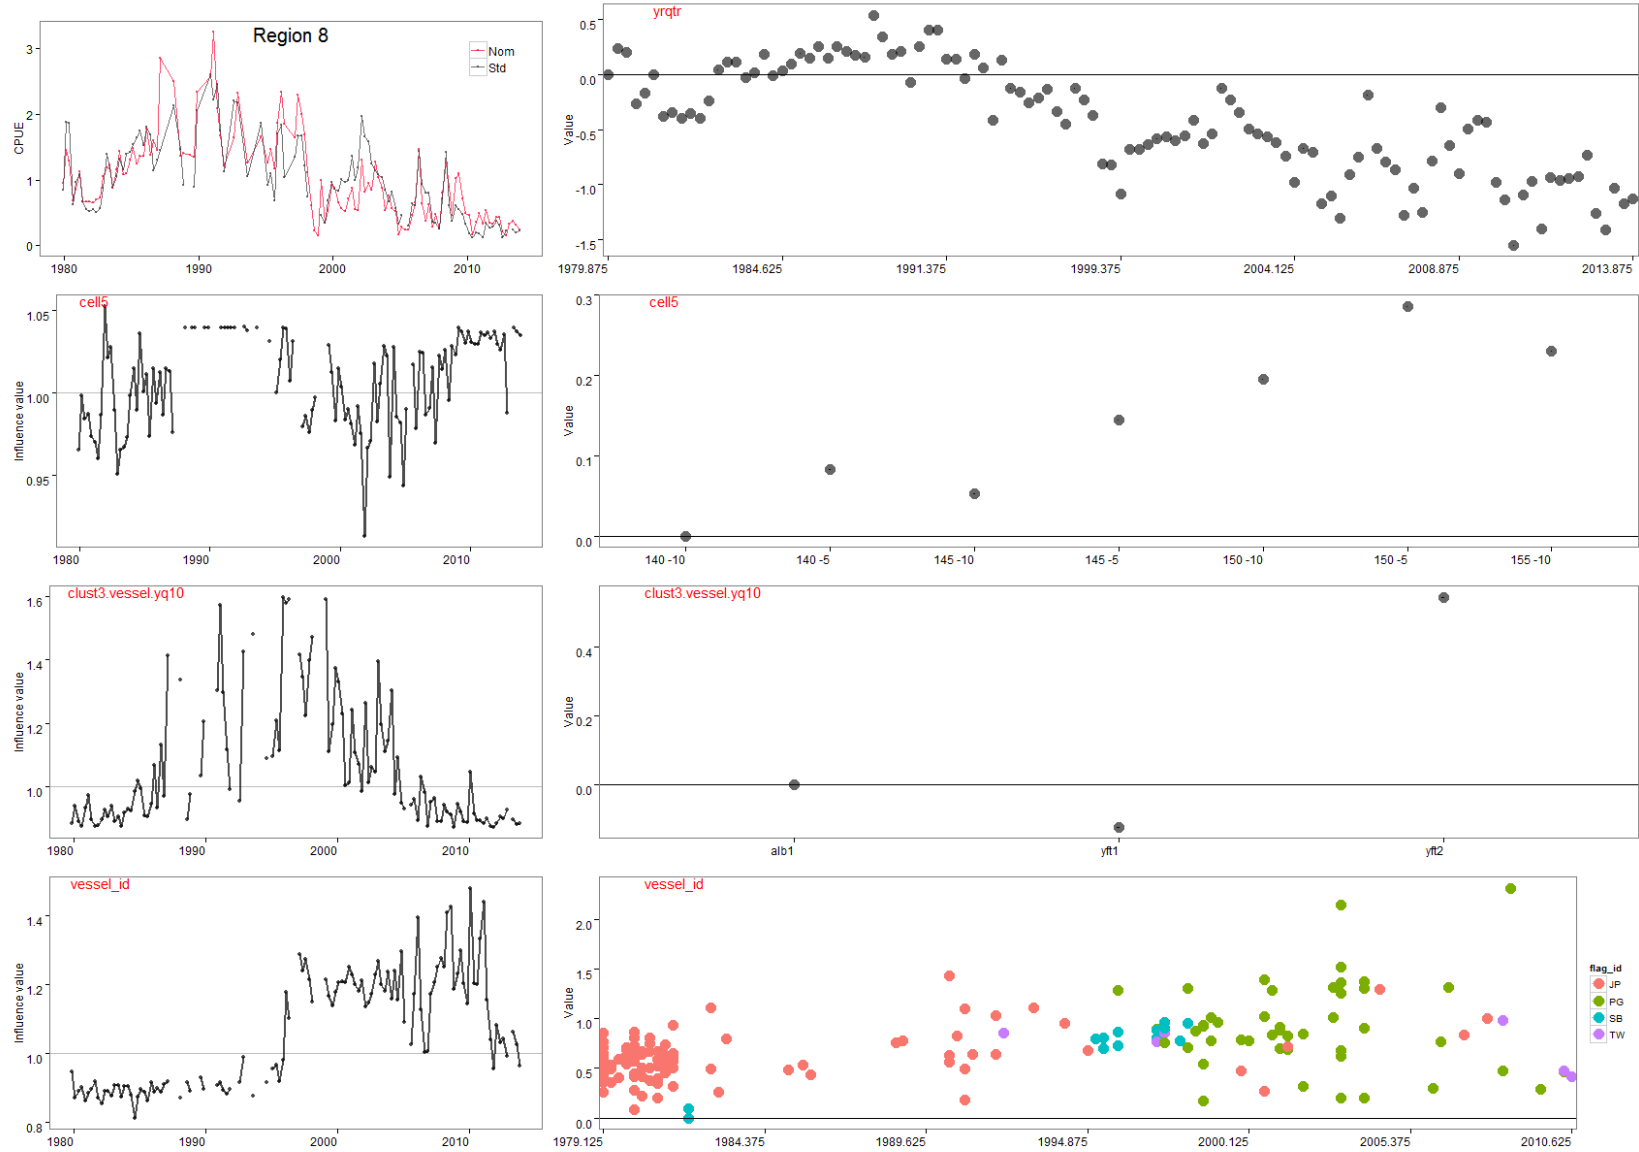 Region 8
Nom
Std
CPUE
3
2
1
0
1980
1990
2000
2010
yrqtr
Value
0.5
0.0
-0.5
-1.0
-1.5
1979.875
1984.625
1991.375
1999.375
2004.125
2008.875
2013.875
cell5
Influence value
1.05
1.00
0.95
1980
1990
2000
2010
cell5
Value
0.3
0.2
0.1
0.0
140 -10
140 -5
145 -10
145 -5
150 -10
150 -5
155 -10
clust3.vessel.yq10
Influence value
1.6
1.4
1.2
1.0
1980
1990
2000
2010
clust3.vessel.yq10
Value
0.4
0.2
0.0
alb1
yft1
yft2
vessel_id
Influence value
1.4
1.2
1.0
0.8
1980
1990
2000
2010
vessel_id
Value
2.0
1.5
1.0
0.5
0.0
1979.125
1984.375
1989.625
1994.875
2000.125
2005.375
2010.625
flag_id
JP
PG
SB
TW